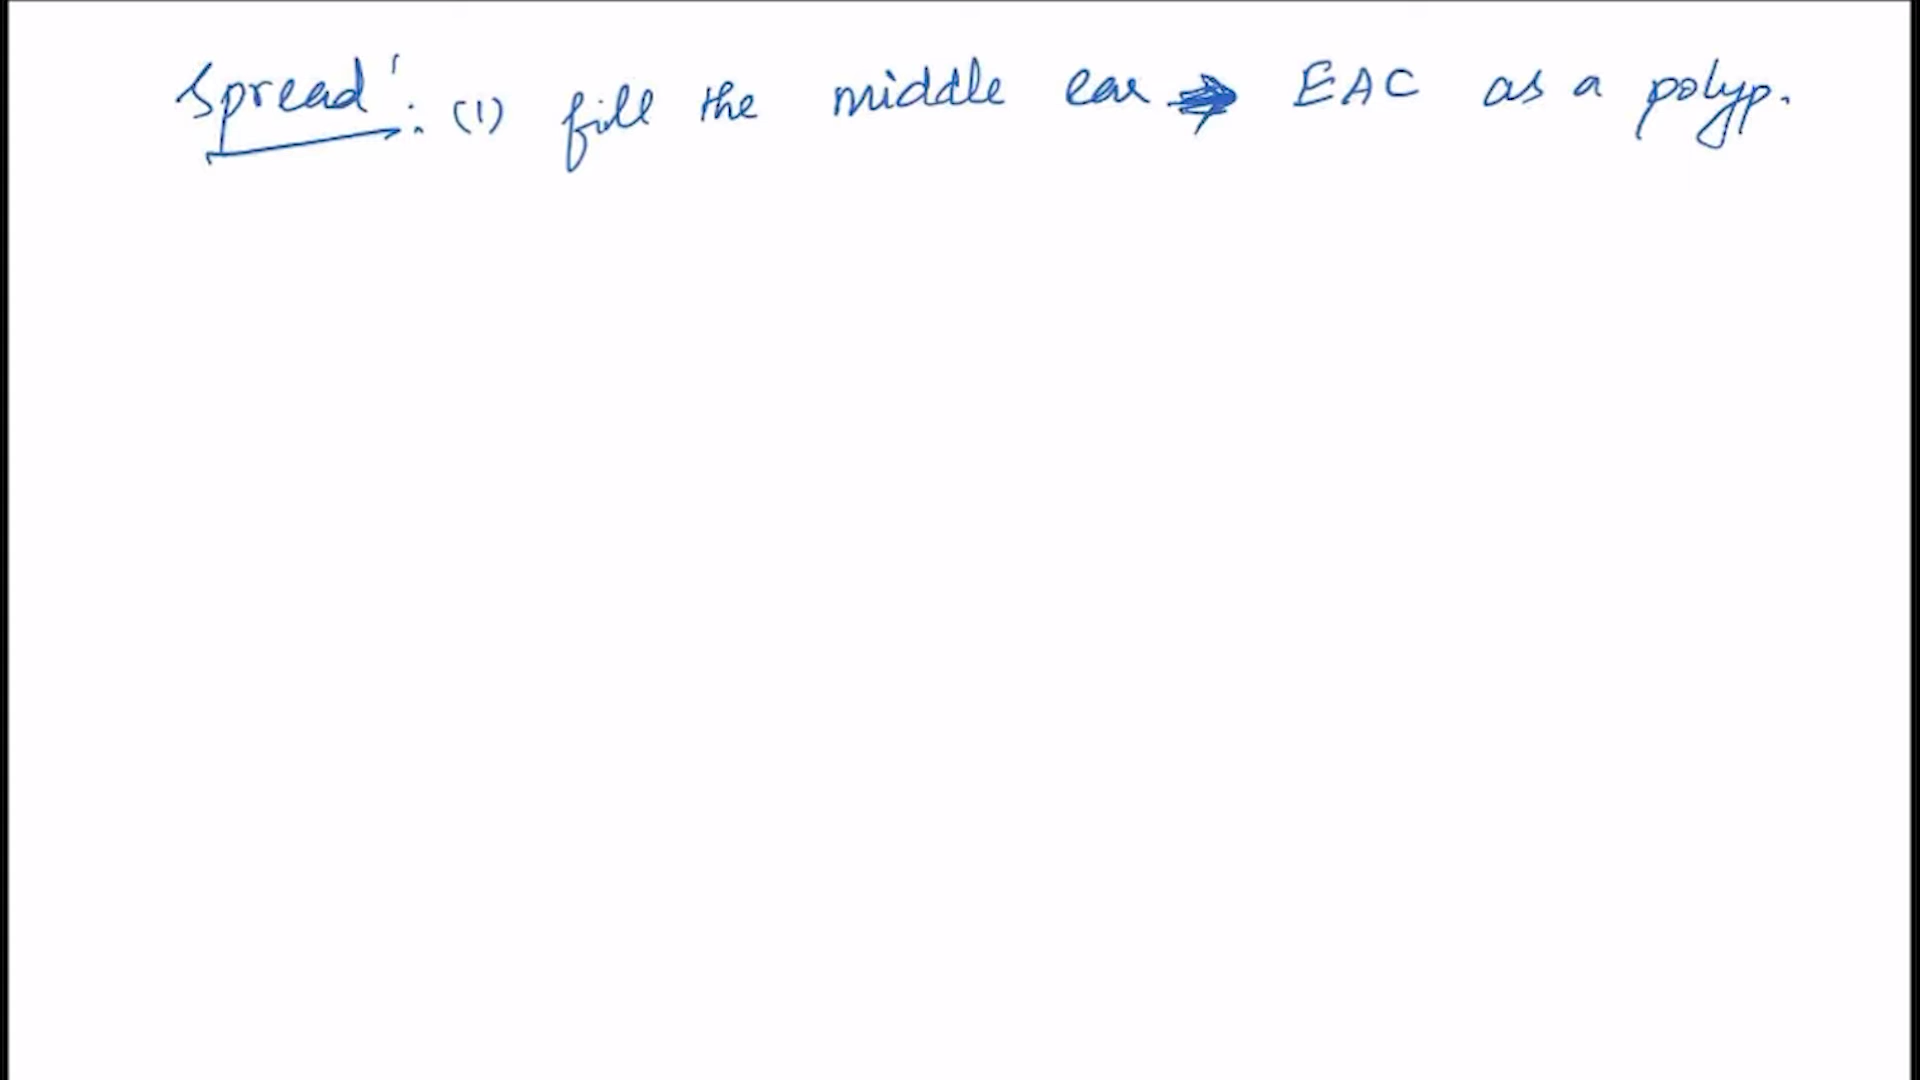 Spread: (1) fill the middle ear → EAC as a polyp.